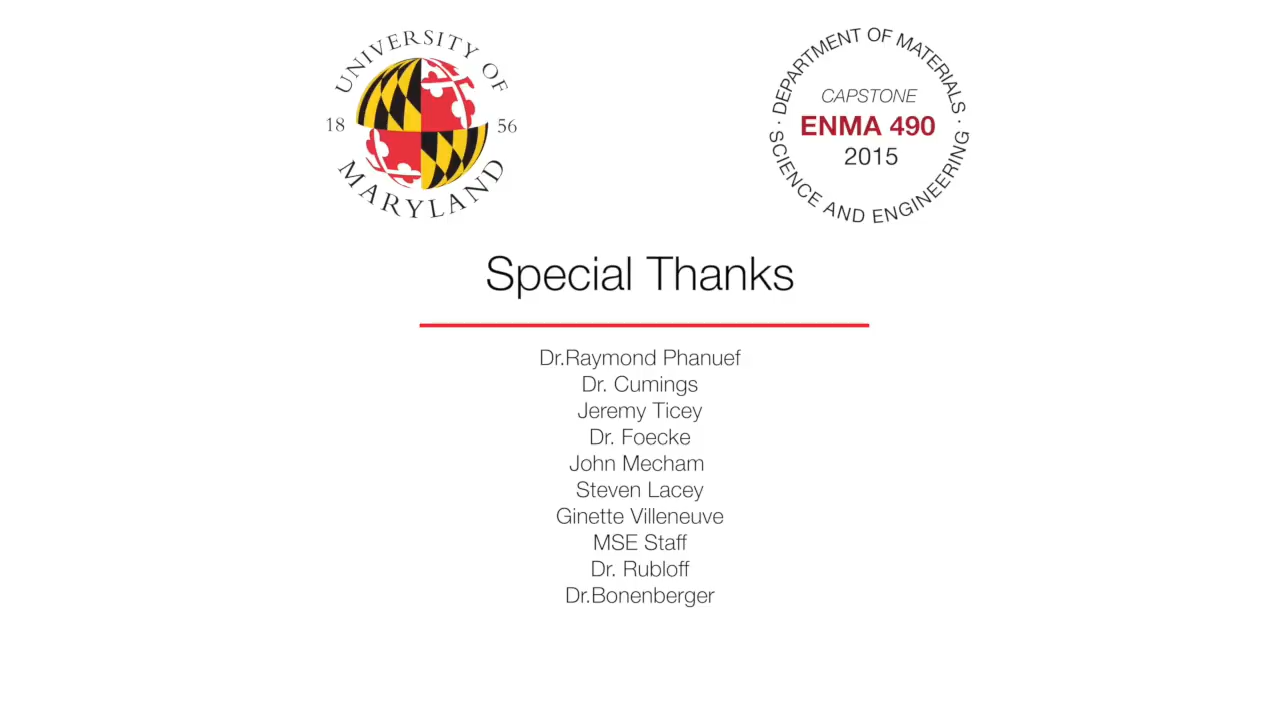 UNIVERSITY OF
18 56
MARYLAND
· DEPARTMENT OF MATERIALS ·
SCIENCE AND ENGINEERING
CAPSTONE
ENMA 490
2015
Special Thanks
Dr.Raymond Phanuef
Dr. Cumings
Jeremy Ticey
Dr. Foecke
John Mecham
Steven Lacey
Ginette Villeneuve
MSE Staff
Dr. Rubloff
Dr.Bonenberger